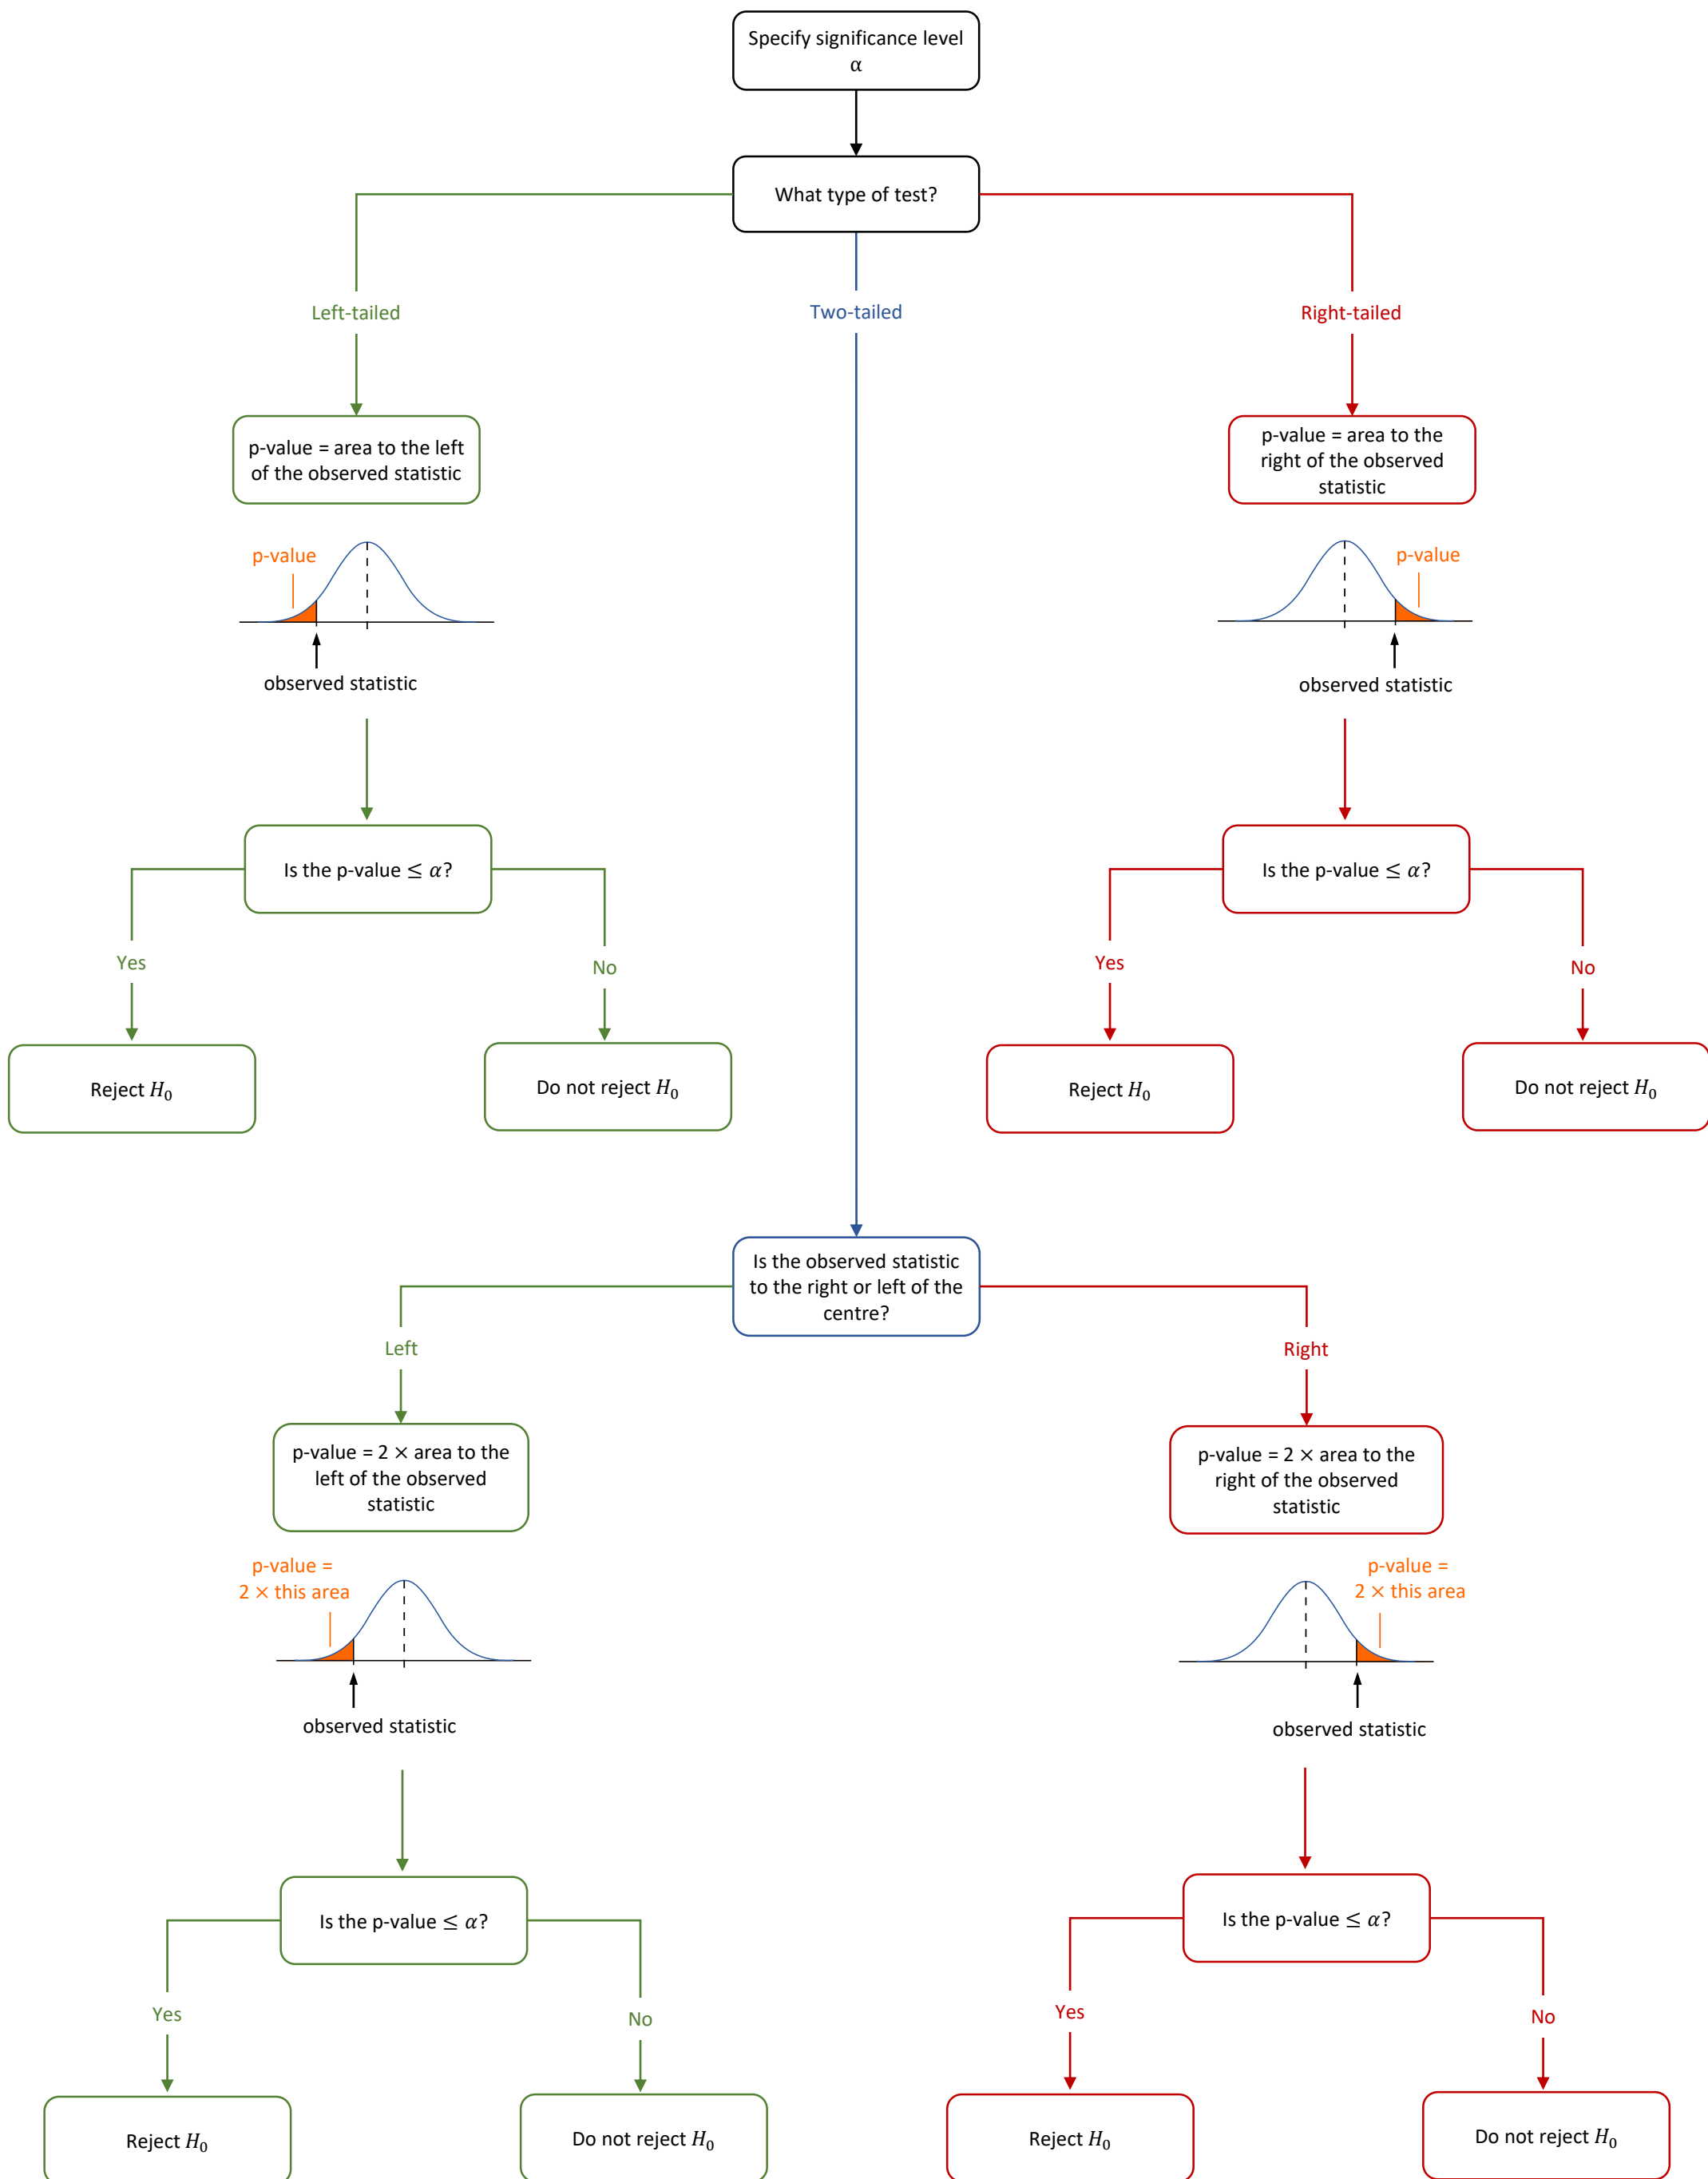 Specify significance level
α
What type of test?
Left-tailed
Two-tailed
Right-tailed
p-value = area to the left
of the observed statistic
p-value = area to the
right of the observed
statistic
p-value
observed statistic
p-value
observed statistic
Is the p-value ≤ α?
Is the p-value ≤ α?
Yes
No
Yes
No
Reject H₀
Do not reject H₀
Reject H₀
Do not reject H₀
Is the observed statistic
to the right or left of the
centre?
Left
Right
p-value = 2 × area to the
left of the observed
statistic
p-value = 2 × area to the
right of the observed
statistic
p-value =
2 × this area
observed statistic
p-value =
2 × this area
observed statistic
Is the p-value ≤ α?
Is the p-value ≤ α?
Yes
No
Yes
No
Reject H₀
Do not reject H₀
Reject H₀
Do not reject H₀